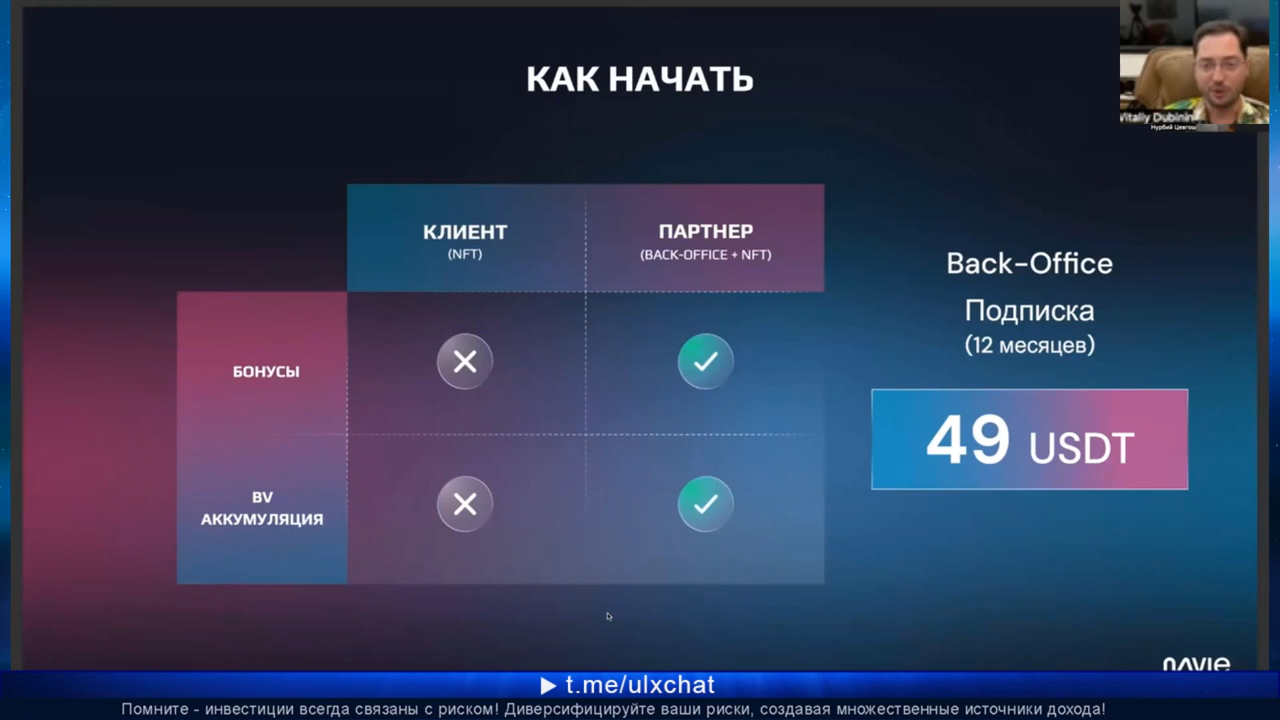 КАК НАЧАТЬ
Vitaliy Dubinin
КЛИЕНТ
(NFT)
ПАРТНЕР
(BACK-OFFICE + NFT)
БОНУСЫ
BV
АККУМУЛЯЦИЯ
Back-Office
Подписка
(12 месяцев)
49 USDT
NAVIE
t.me/ulxchat
Помните - инвестиции всегда связаны с риском! Диверсифицируйте ваши риски, создавая множественные источники дохода!